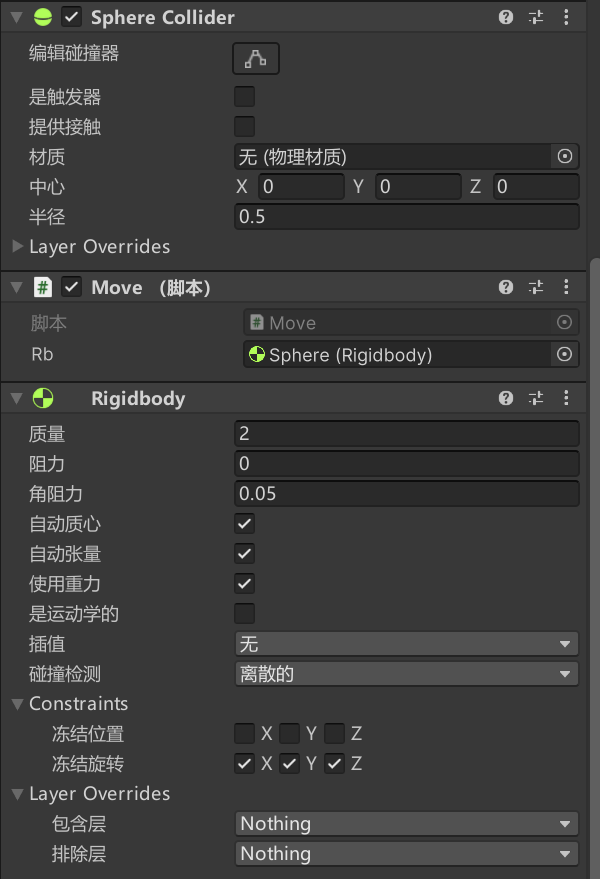 Sphere Collider
编辑碰撞器
是触发器
提供接触
材质 无 (物理材质)
中心 X 0 Y 0 Z 0
半径 0.5
Layer Overrides
# Move （脚本）
脚本 # Move
Rb Sphere (Rigidbody)
Rigidbody
质量 2
阻力 0
角阻力 0.05
自动质心
自动张量
使用重力
是运动学的
插值 无
碰撞检测 离散的
Constraints
冻结位置 X Y Z
冻结旋转 X Y Z
Layer Overrides
包含层 Nothing
排除层 Nothing